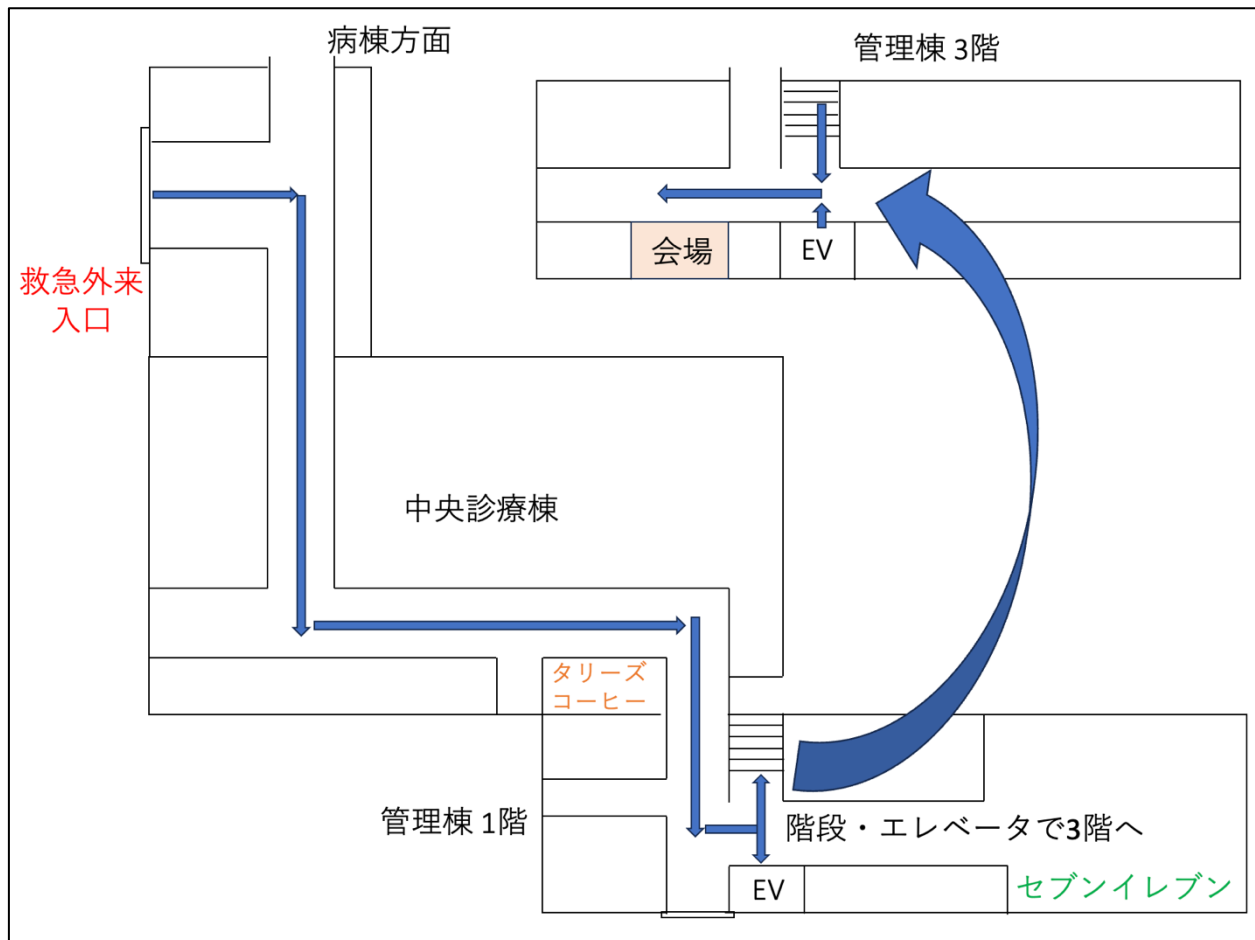 病棟方面
管理棟 3階
会場
EV
救急外来
入口
中央診療棟
タリーズ
コーヒー
管理棟 1階
階段・エレベータで3階へ
EV
セブンイレブン